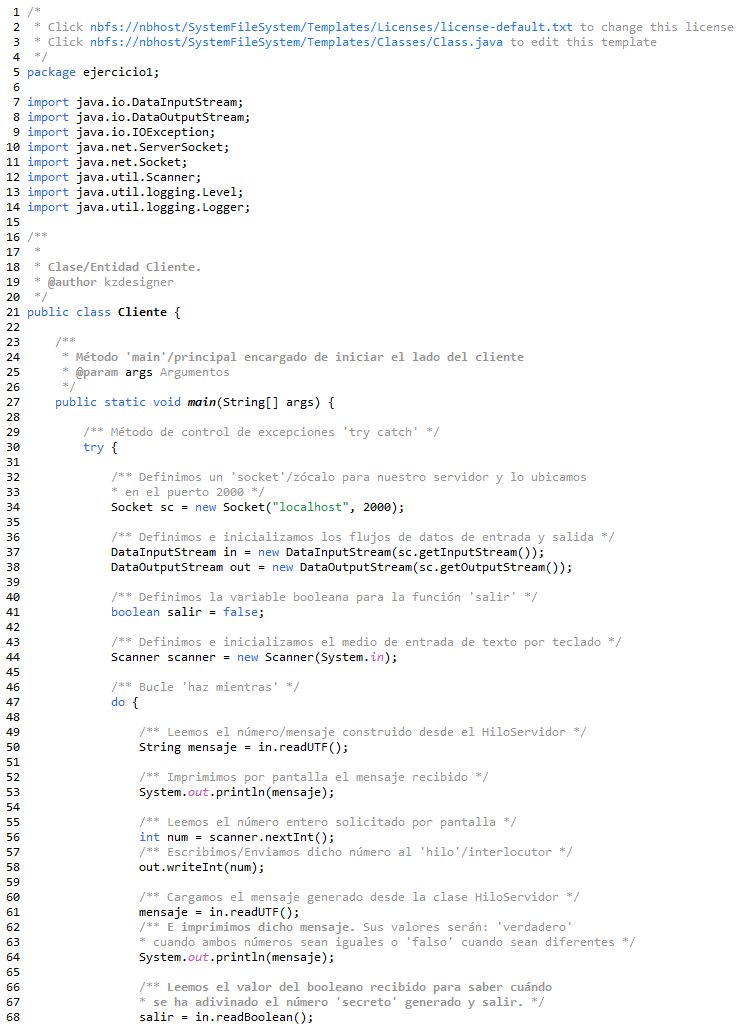 1 /*
2  * Click nbfs://nbhost/SystemFileSystem/Templates/Licenses/license-default.txt to change this license
3  * Click nbfs://nbhost/SystemFileSystem/Templates/Classes/Class.java to edit this template
4  */
5 package ejercicio1;
6
7 import java.io.DataInputStream;
8 import java.io.DataOutputStream;
9 import java.io.IOException;
10 import java.net.ServerSocket;
11 import java.net.Socket;
12 import java.util.Scanner;
13 import java.util.logging.Level;
14 import java.util.logging.Logger;
15
16 /**
17  *
18  * Clase/Entidad Cliente.
19  * @author kzdesigner
20  */
21 public class Cliente {
22
23     /**
24      * Método 'main'/principal encargado de iniciar el lado del cliente
25      * @param args Argumentos
26      */
27     public static void main(String[] args) {
28
29         /** Método de control de excepciones 'try catch' */
30         try {
31
32             /** Definimos un 'socket'/zócalo para nuestro servidor y lo ubicamos
33             * en el puerto 2000 */
34             Socket sc = new Socket("localhost", 2000);
35
36             /** Definimos e inicializamos los flujos de datos de entrada y salida */
37             DataInputStream in = new DataInputStream(sc.getInputStream());
38             DataOutputStream out = new DataOutputStream(sc.getOutputStream());
39
40             /** Definimos la variable booleana para la función 'salir' */
41             boolean salir = false;
42
43             /** Definimos e inicializamos el medio de entrada de texto por teclado */
44             Scanner scanner = new Scanner(System.in);
45
46             /** Bucle 'haz mientras' */
47             do {
48
49                 /** Leemos el número/mensaje construido desde el HiloServidor */
50                 String mensaje = in.readUTF();
51
52                 /** Imprimimos por pantalla el mensaje recibido */
53                 System.out.println(mensaje);
54
55                 /** Leemos el número entero solicitado por pantalla */
56                 int num = scanner.nextInt();
57                 /** Escribimos/Enviamos dicho número al 'hilo'/interlocutor */
58                 out.writeInt(num);
59
60                 /** Cargamos el mensaje generado desde la clase HiloServidor */
61                 mensaje = in.readUTF();
62                 /** E imprimimos dicho mensaje. Sus valores serán: 'verdadero'
63                 * cuando ambos números sean iguales o 'falso' cuando sean diferentes */
64                 System.out.println(mensaje);
65
66                 /** Leemos el valor del booleano recibido para saber cuándo
67                 * se ha adivinado el número 'secreto' generado y salir. */
68                 salir = in.readBoolean();